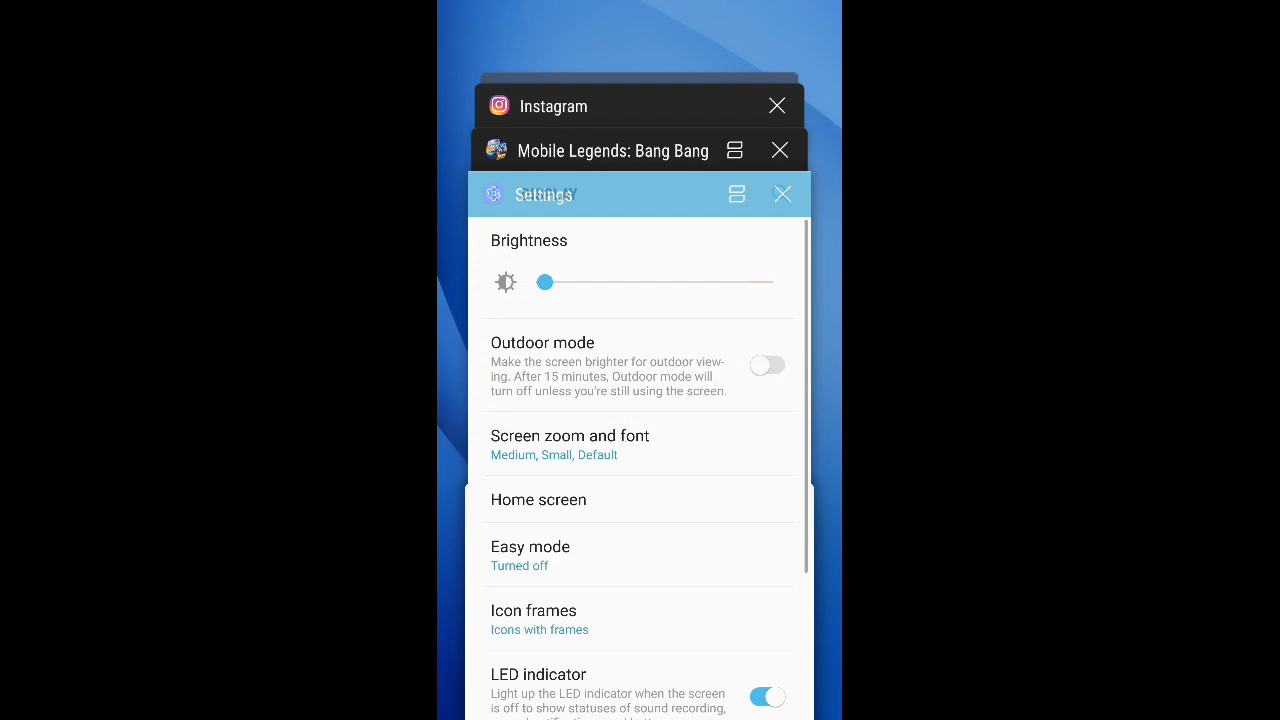 Instagram
Mobile Legends: Bang Bang
Settings
DISPLAY
Brightness
Outdoor mode
Make the screen brighter for outdoor view-
ing. After 15 minutes, Outdoor mode will
turn off unless you're still using the screen.
Screen zoom and font
Medium, Small, Default
Home screen
Easy mode
Turned off
Icon frames
Icons with frames
LED indicator
Light up the LED indicator when the screen
is off to show statuses of sound recording,